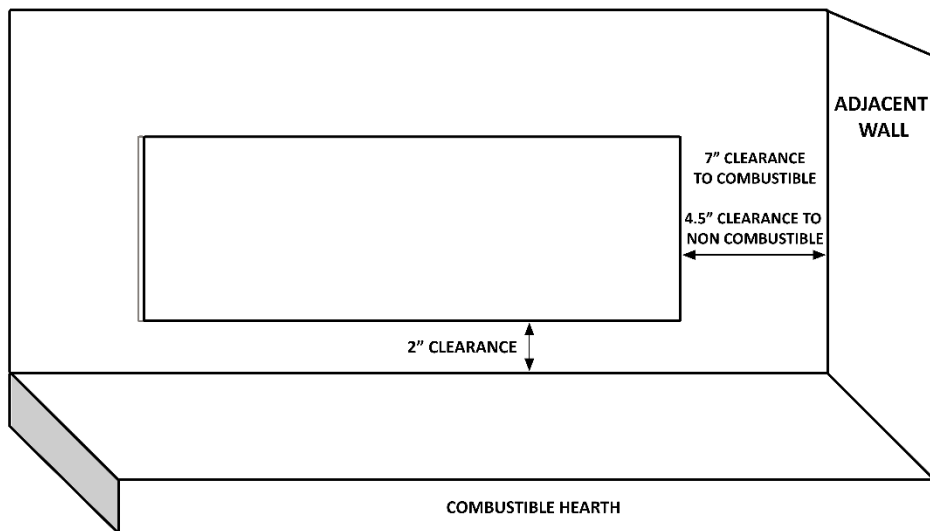 ADJACENT
WALL
7” CLEARANCE
TO COMBUSTIBLE
4.5” CLEARANCE TO
NON COMBUSTIBLE
2” CLEARANCE
COMBUSTIBLE HEARTH